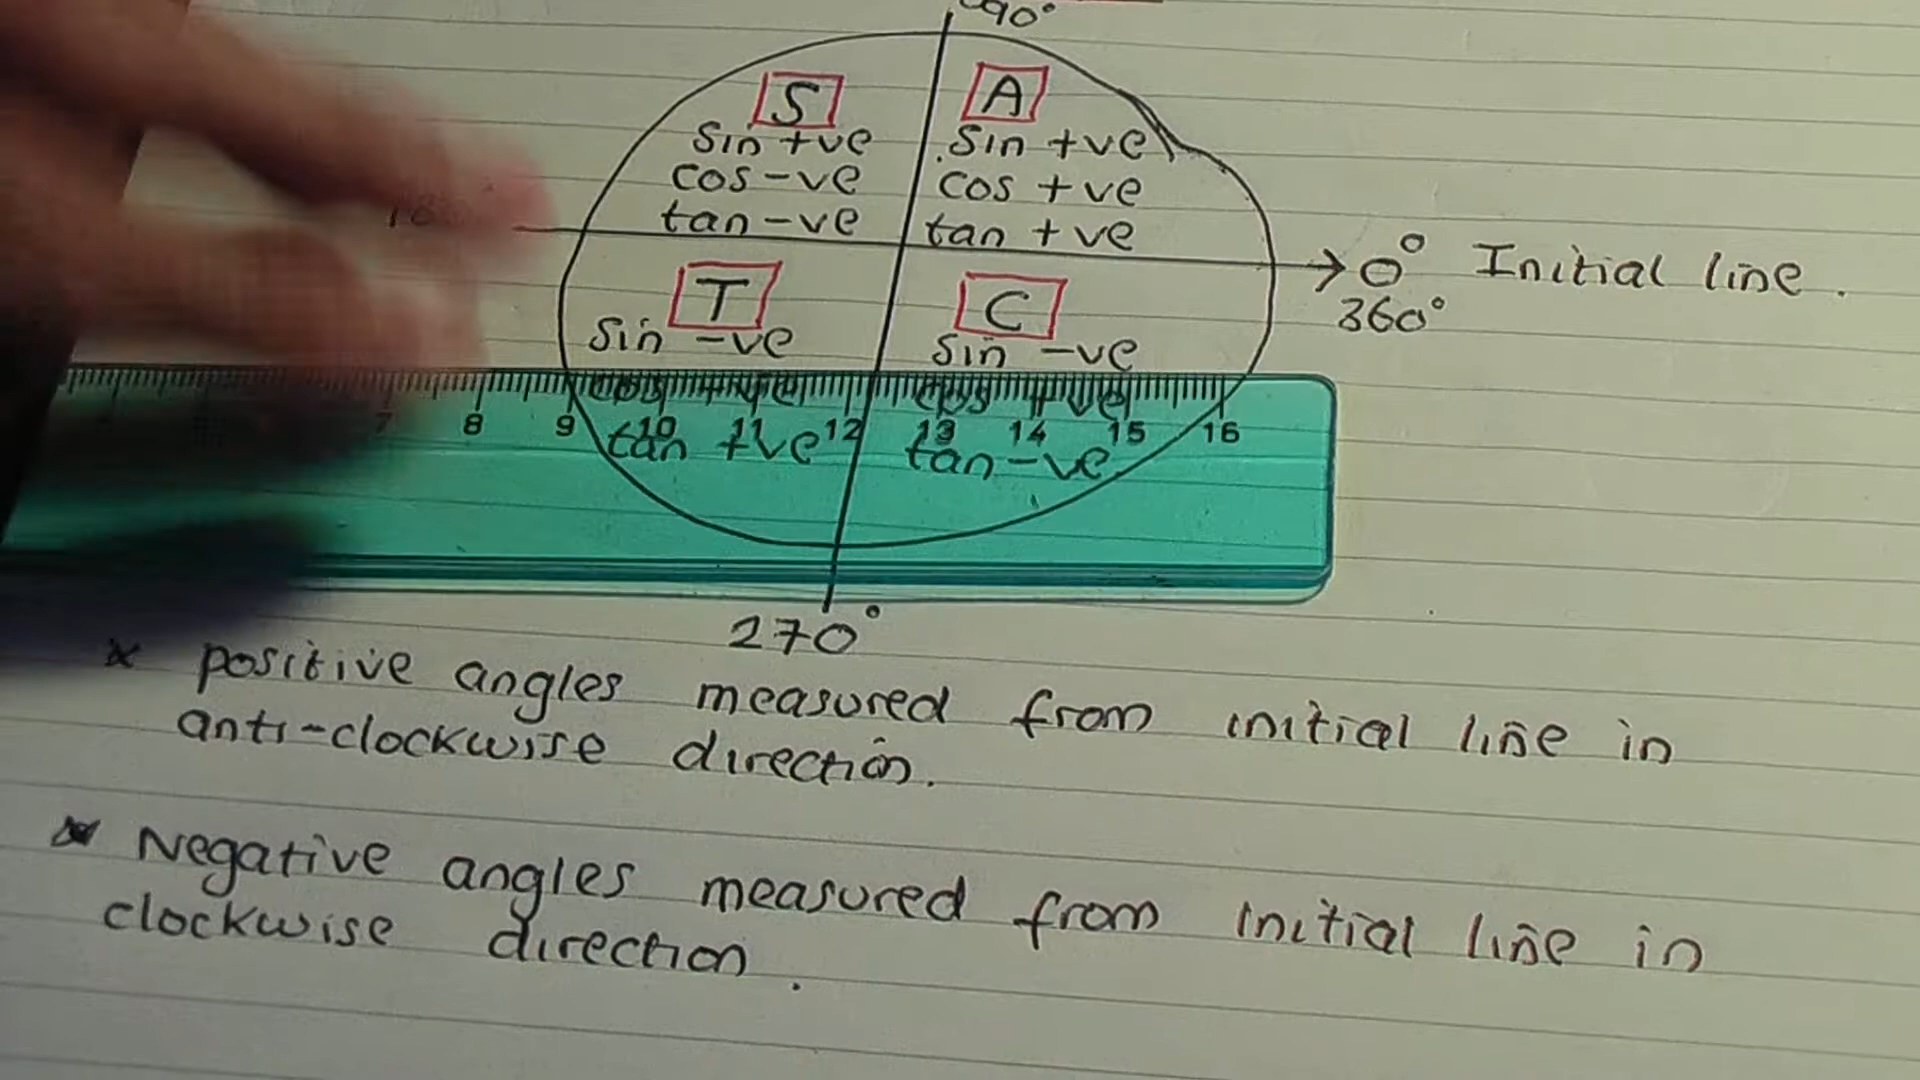 90°
S
A
sin +ve
sin +ve
cos -ve
cos +ve
tan -ve
tan +ve
0° Initial line.
360°
T
C
sin -ve
sin -ve
cos +ve
8 9 10 11 12 13 14 15 16
tan +ve
tan -ve
270°
* positive angles measured from initial line in
anti-clockwise direction.
* Negative angles measured from initial line in
clockwise direction.